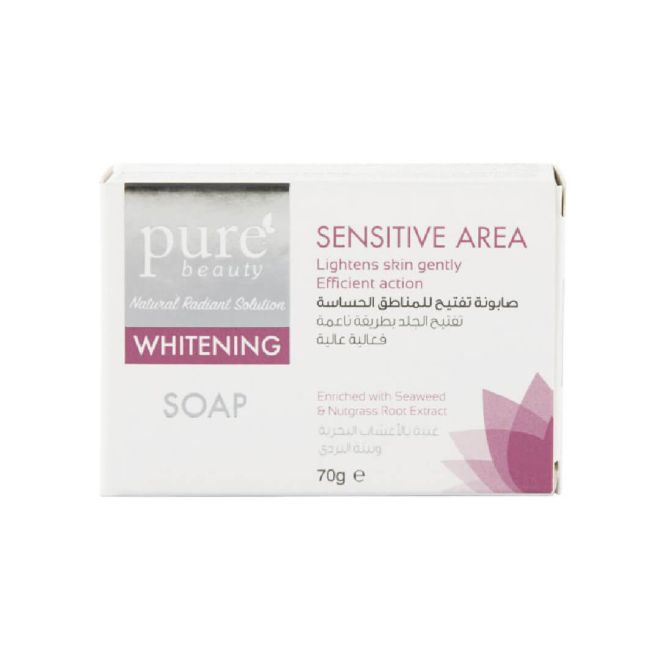 pure
beauty
Natural Radiant Solution
WHITENING
SOAP
SENSITIVE AREA
Lightens skin gently
Efficient action
صابونة تفتيح للمناطق الحساسة
تفتيح الجلد بطريقة ناعمة
فعالية عالية
Enriched with Seaweed
& Nutgrass Root Extract
غنية بالأعشاب البحرية
ونبتة البردي
70g ℮